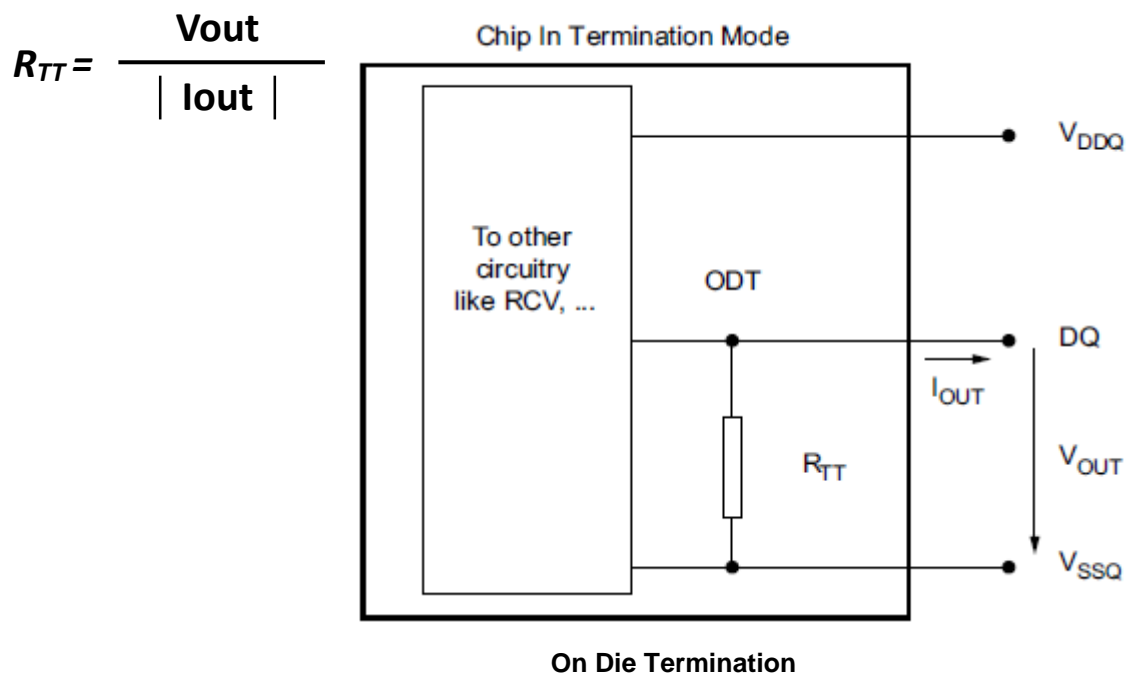 Vout
R_TT = 
| Iout |
Chip In Termination Mode
To other
circuitry
like RCV, ...
ODT
R_TT
V_DDQ
DQ
I_OUT
V_OUT
V_SSQ
On Die Termination